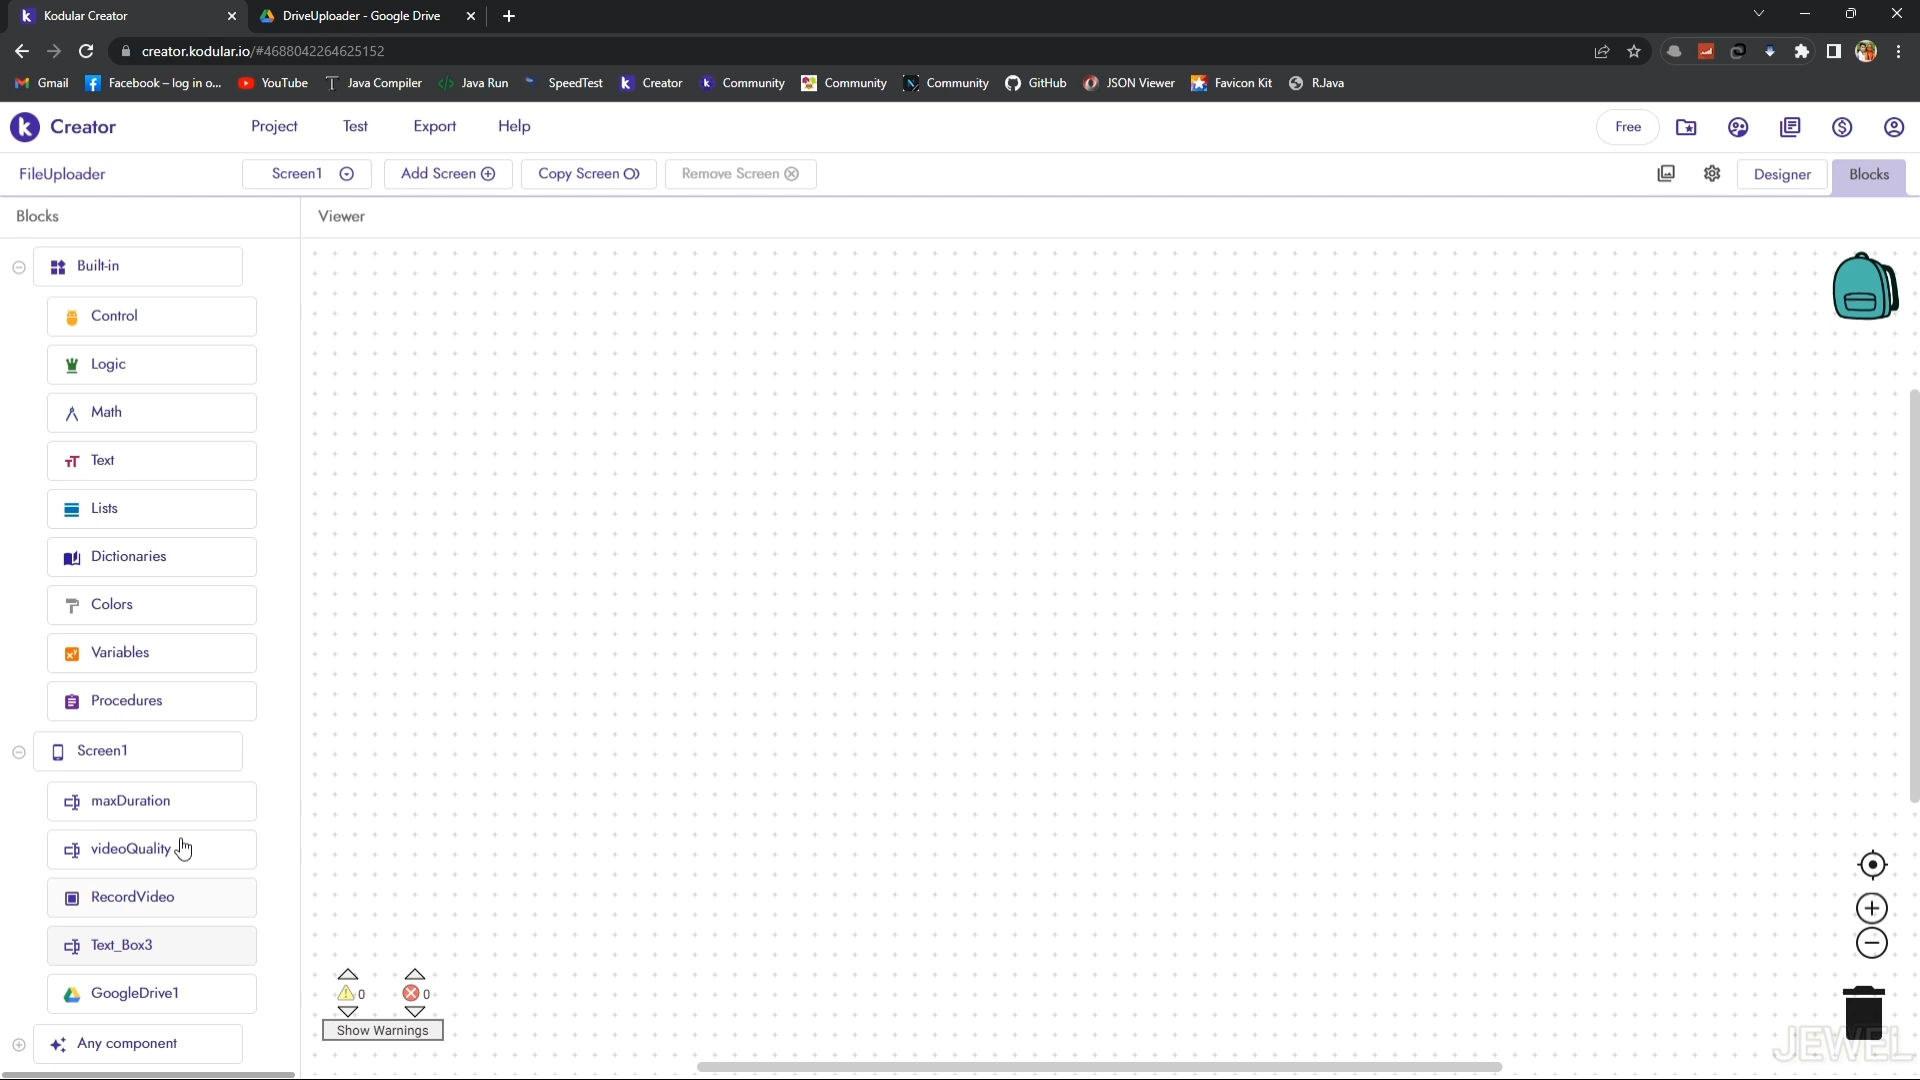 Kodular Creator
DriveUploader - Google Drive
creator.kodular.io/#4688042264625152
Gmail
Facebook – log in o...
YouTube
Java Compiler
Java Run
SpeedTest
Creator
Community
Community
Community
GitHub
JSON Viewer
Favicon Kit
RJava
Creator
Project
Test
Export
Help
Free
FileUploader
Screen1
Add Screen
Copy Screen
Remove Screen
Designer
Blocks
Blocks
Viewer
Built-in
Control
Logic
Math
Text
Lists
Dictionaries
Colors
Variables
Procedures
Screen1
maxDuration
videoQuality
RecordVideo
Text_Box3
GoogleDrive1
Any component
0
0
Show Warnings
JEWEL